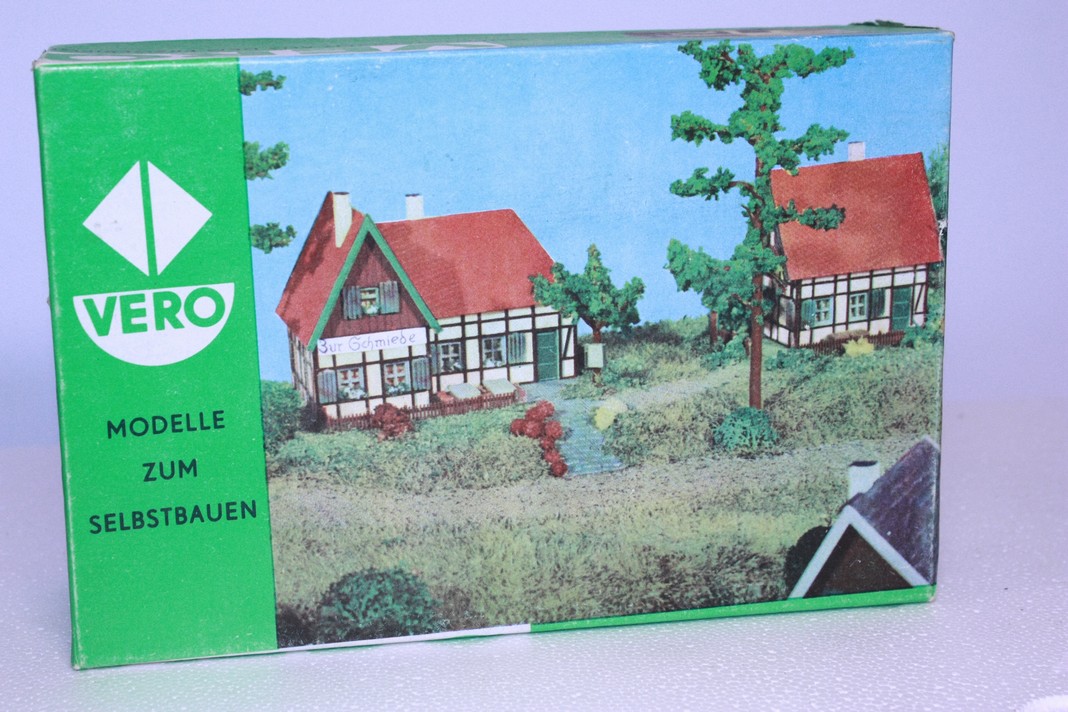 VERO
MODELLE
ZUM
SELBSTBAUEN
Zur Schmiede